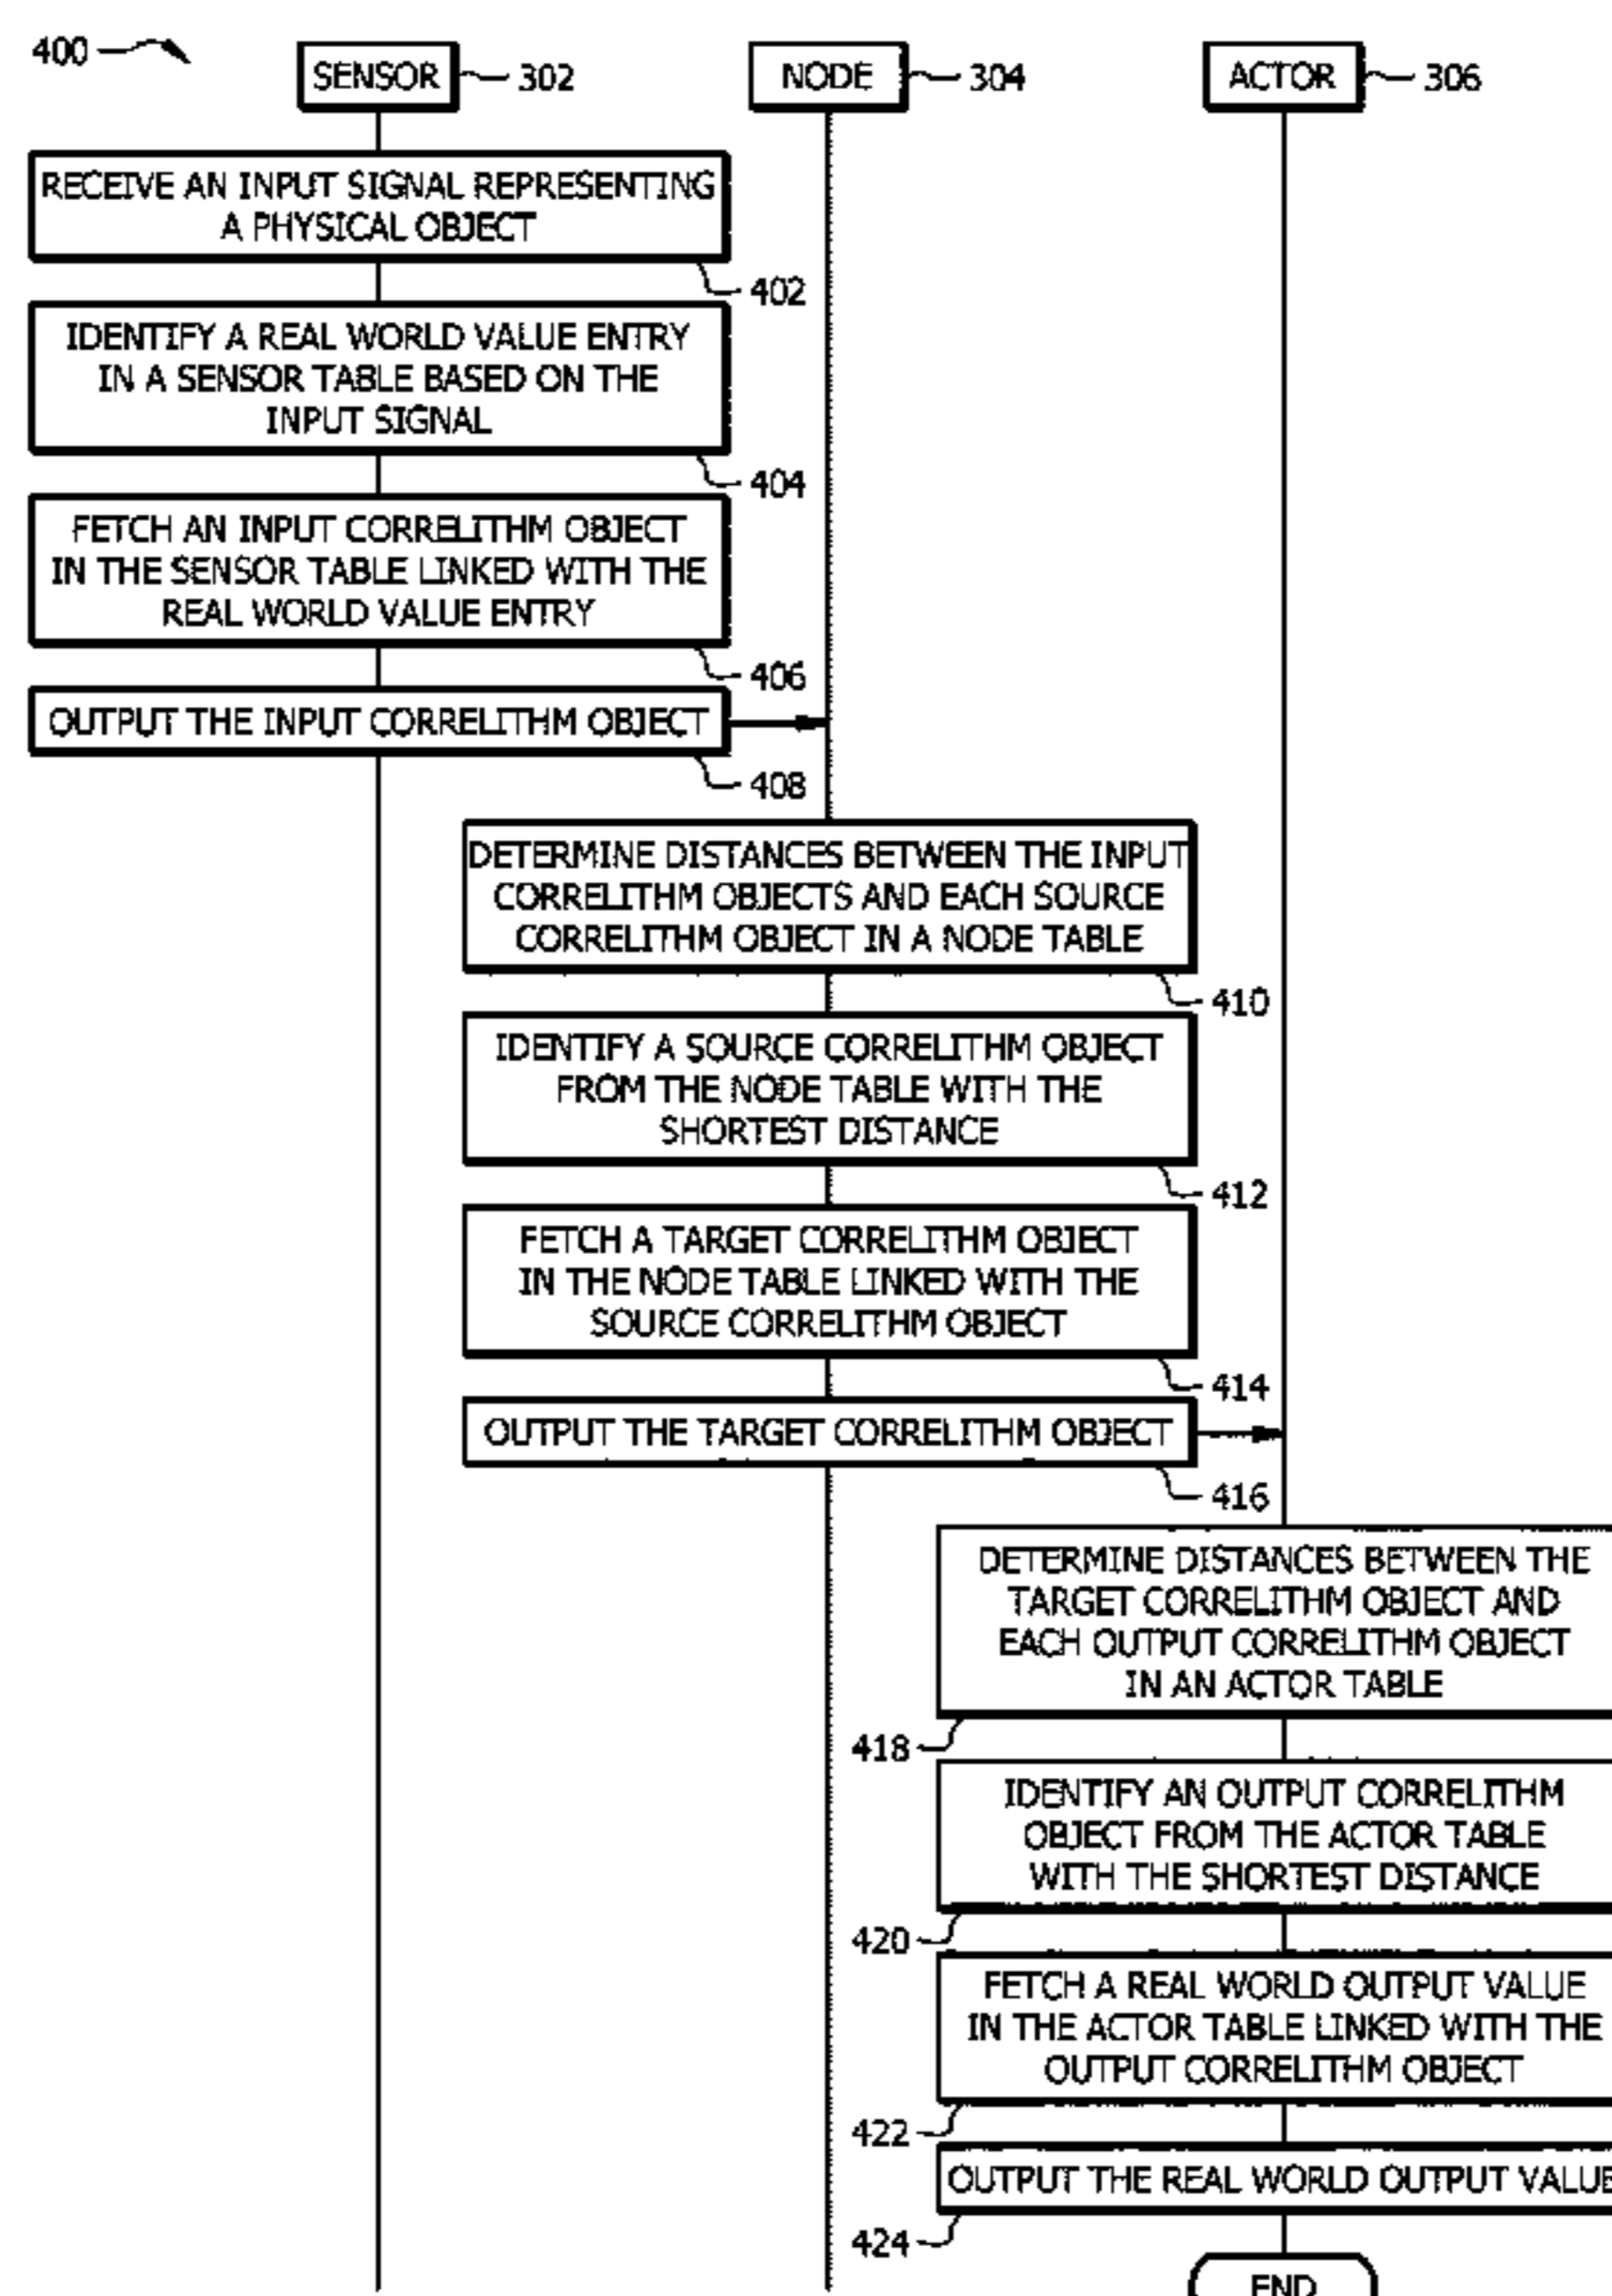 400
SENSOR 302
NODE 304
ACTOR 306
RECEIVE AN INPUT SIGNAL REPRESENTING
A PHYSICAL OBJECT
402
IDENTIFY A REAL WORLD VALUE ENTRY
IN A SENSOR TABLE BASED ON THE
INPUT SIGNAL
404
FETCH AN INPUT CORRELITHM OBJECT
IN THE SENSOR TABLE LINKED WITH THE
REAL WORLD VALUE ENTRY
406
OUTPUT THE INPUT CORRELITHM OBJECT
408
DETERMINE DISTANCES BETWEEN THE INPUT
CORRELITHM OBJECTS AND EACH SOURCE
CORRELITHM OBJECT IN A NODE TABLE
410
IDENTIFY A SOURCE CORRELITHM OBJECT
FROM THE NODE TABLE WITH THE
SHORTEST DISTANCE
412
FETCH A TARGET CORRELITHM OBJECT
IN THE NODE TABLE LINKED WITH THE
SOURCE CORRELITHM OBJECT
414
OUTPUT THE TARGET CORRELITHM OBJECT
416
DETERMINE DISTANCES BETWEEN THE
TARGET CORRELITHM OBJECT AND
EACH OUTPUT CORRELITHM OBJECT
IN AN ACTOR TABLE
418
IDENTIFY AN OUTPUT CORRELITHM
OBJECT FROM THE ACTOR TABLE
WITH THE SHORTEST DISTANCE
420
FETCH A REAL WORLD OUTPUT VALUE
IN THE ACTOR TABLE LINKED WITH THE
OUTPUT CORRELITHM OBJECT
422
OUTPUT THE REAL WORLD OUTPUT VALUE
424
END